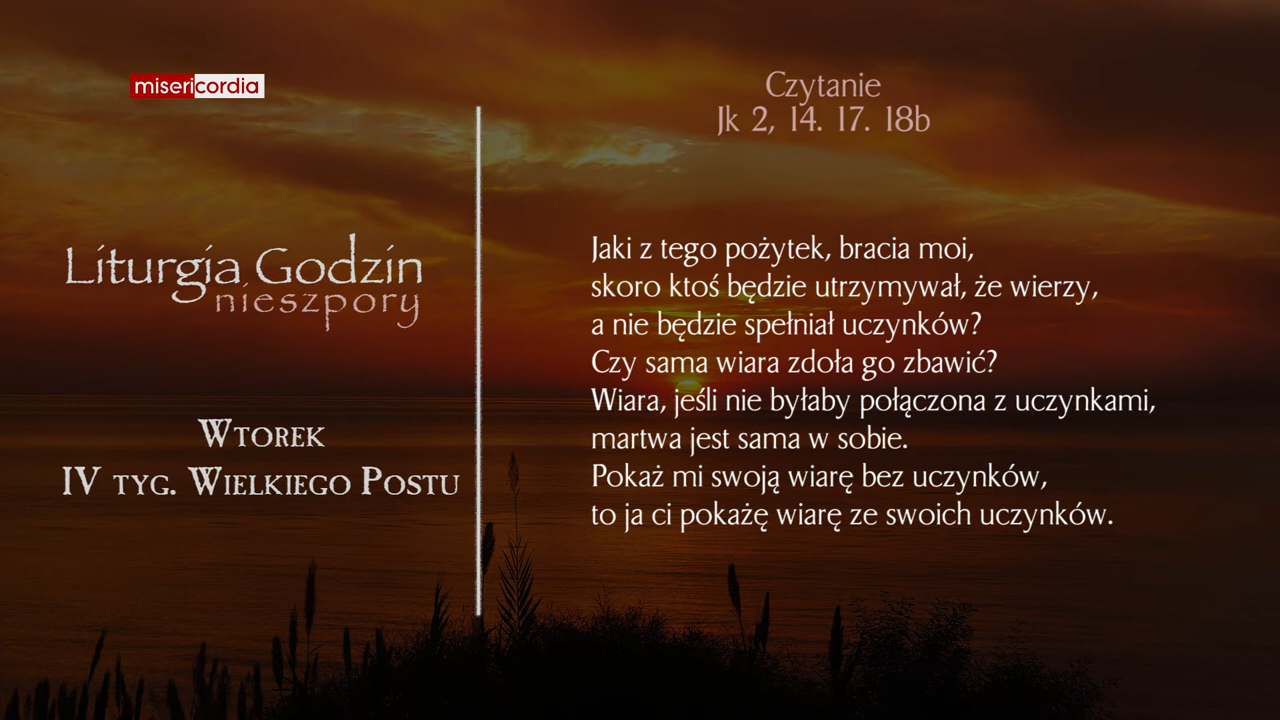 misericordia
Liturgia Godzin
nieszpory
Wtorek
IV tyg. Wielkiego Postu
Czytanie
Jk 2, 14. 17. 18b
Jaki z tego pożytek, bracia moi,
skoro ktoś będzie utrzymywał, że wierzy,
a nie będzie spełniał uczynków?
Czy sama wiara zdoła go zbawić?
Wiara, jeśli nie byłaby połączona z uczynkami,
martwa jest sama w sobie.
Pokaż mi swoją wiarę bez uczynków,
to ja ci pokażę wiarę ze swoich uczynków.